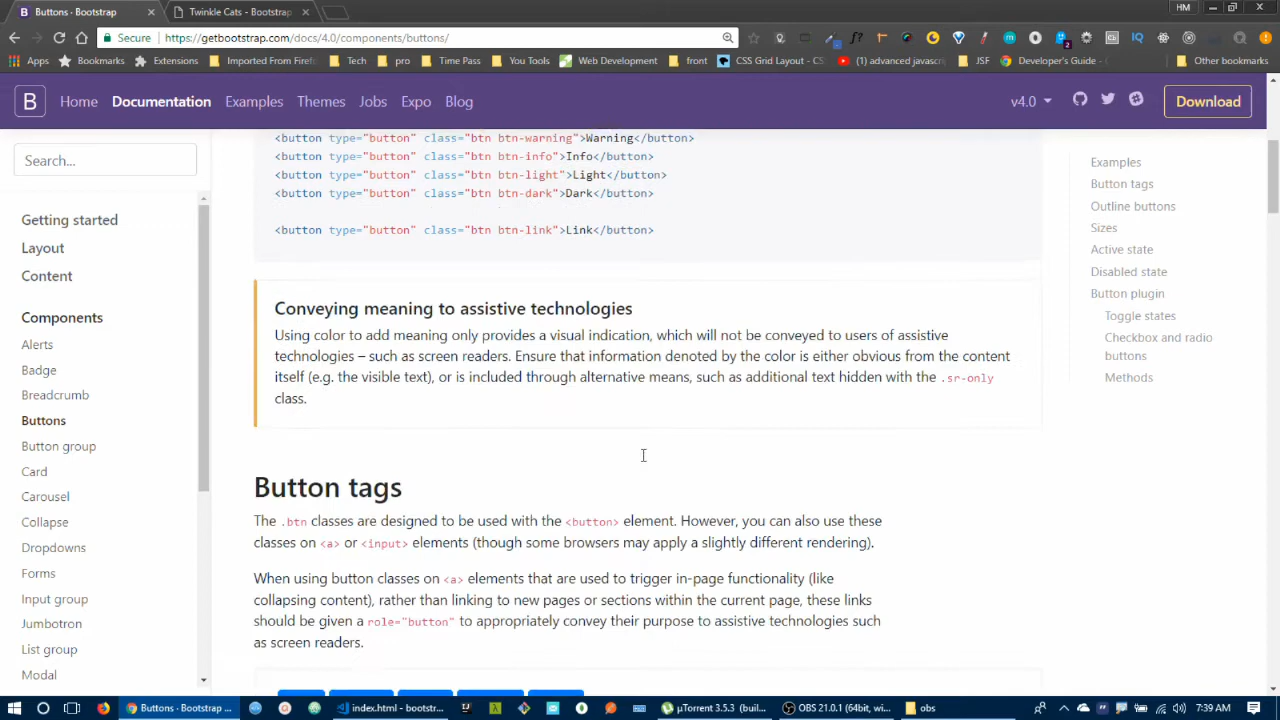 Buttons · Bootstrap
Twinkle Cats - Bootstrap
HM
Secure
https://getbootstrap.com/docs/4.0/components/buttons/
Apps
Bookmarks
Extensions
Imported From Firef
Tech
pro
Time Pass
You Tools
Web Development
front
CSS Grid Layout - CS
(1) advanced javascri
JSF
Developer's Guide -
Other bookmarks
B
Home
Documentation
Examples
Themes
Jobs
Expo
Blog
v4.0
Download
Search...
Getting started
Layout
Content
Components
Alerts
Badge
Breadcrumb
Buttons
Button group
Card
Carousel
Collapse
Dropdowns
Forms
Input group
Jumbotron
List group
Modal
<button type="button" class="btn btn-warning">Warning</button>
<button type="button" class="btn btn-info">Info</button>
<button type="button" class="btn btn-light">Light</button>
<button type="button" class="btn btn-dark">Dark</button>
<button type="button" class="btn btn-link">Link</button>
Conveying meaning to assistive technologies
Using color to add meaning only provides a visual indication, which will not be conveyed to users of assistive
technologies – such as screen readers. Ensure that information denoted by the color is either obvious from the content
itself (e.g. the visible text), or is included through alternative means, such as additional text hidden with the .sr-only
class.
Button tags
The .btn classes are designed to be used with the <button> element. However, you can also use these
classes on <a> or <input> elements (though some browsers may apply a slightly different rendering).
When using button classes on <a> elements that are used to trigger in-page functionality (like
collapsing content), rather than linking to new pages or sections within the current page, these links
should be given a role="button" to appropriately convey their purpose to assistive technologies such
as screen readers.
Examples
Button tags
Outline buttons
Sizes
Active state
Disabled state
Button plugin
Toggle states
Checkbox and radio
buttons
Methods
Buttons · Bootstrap ...
index.html - bootstr...
µTorrent 3.5.3 (buil...
OBS 21.0.1 (64bit, wi...
obs
7:39 AM